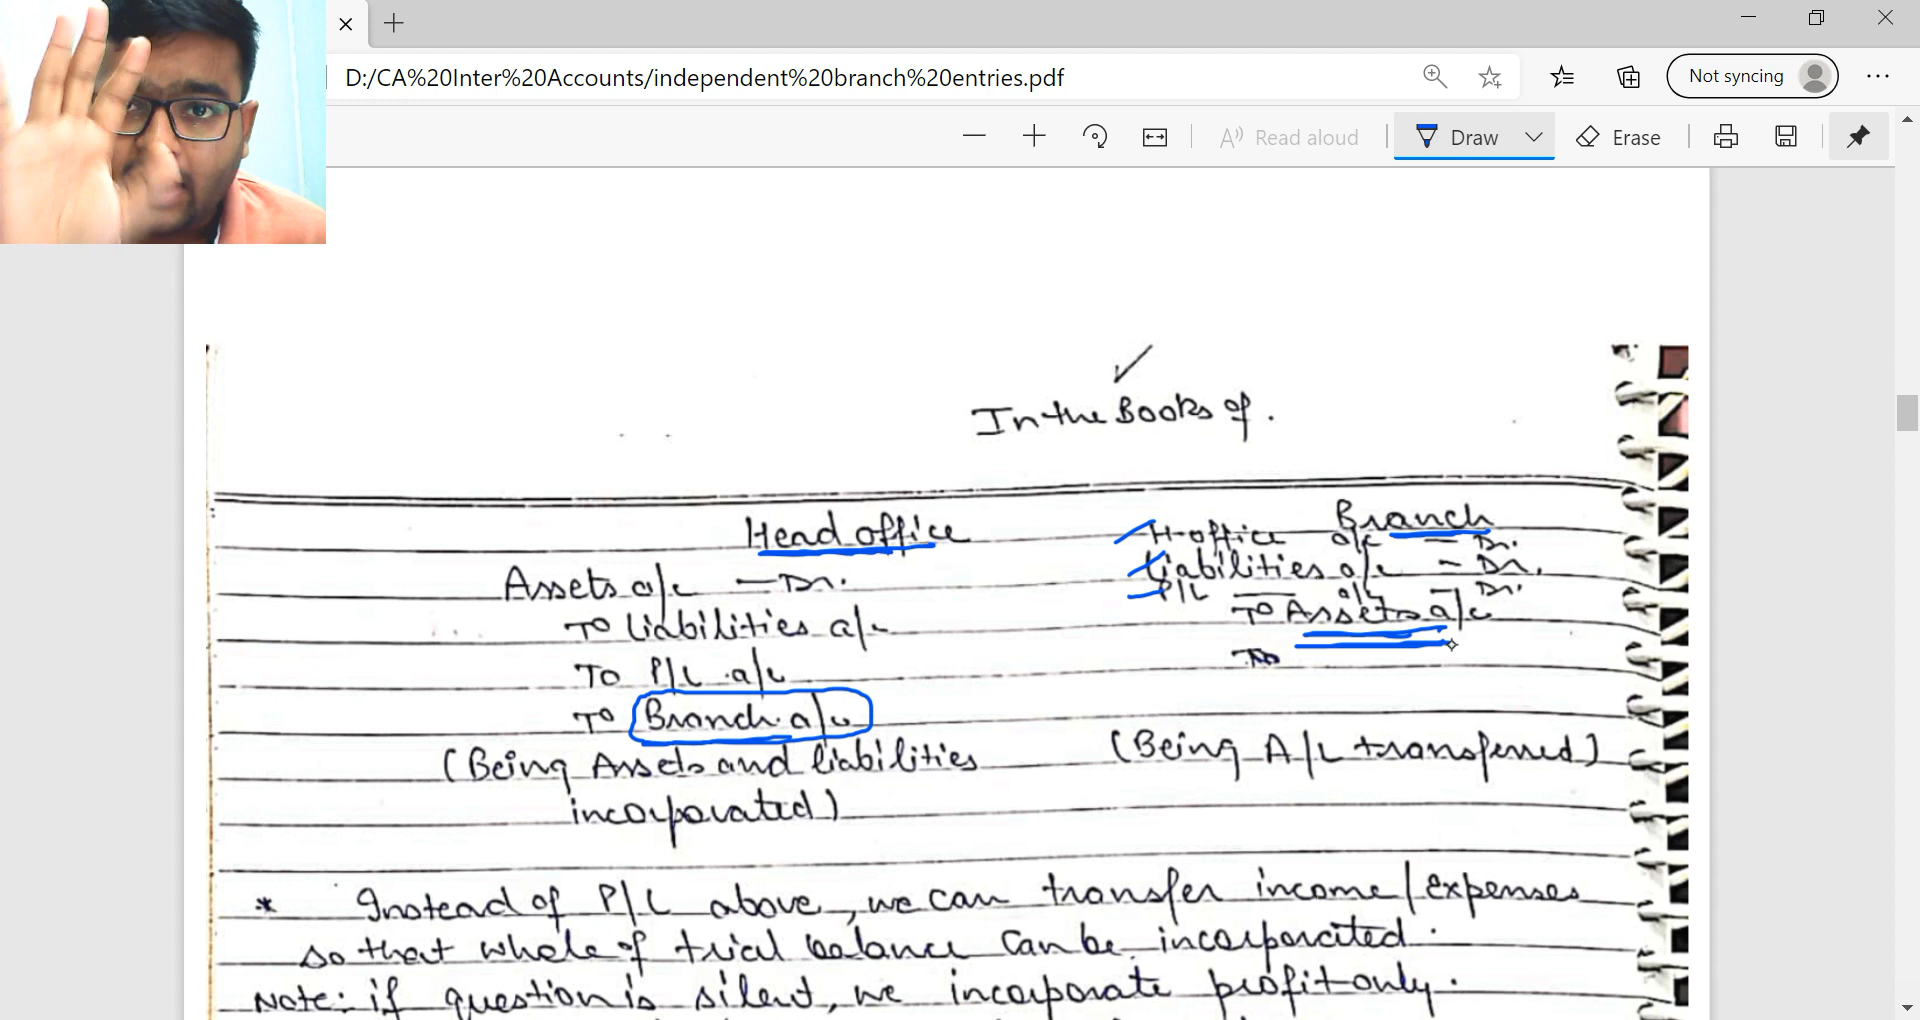 D:/CA%20Inter%20Accounts/independent%20branch%20entries.pdf
Not syncing
Read aloud
Draw
Erase
In the Books of.
Head office
Branch
Assets a/c — Dr.
To liabilities a/c
To P/L a/c
To Branch a/c
(Being Assets and liabilities
incorporated)
H.office a/c — Dr.
Liabilities a/c — Dr.
P/L — a/c — Dr.
To Assets a/c
To
(Being A/L transferred)
* Instead of P/L above, we can transfer income/expenses
so that whole of trial balance can be incorporated.
Note: if question is silent, we incorporate profit only.